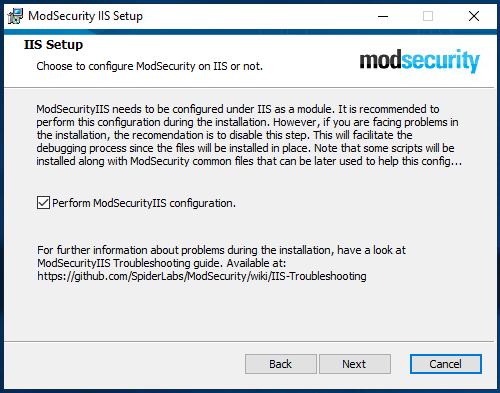 ModSecurity IIS Setup
IIS Setup
Choose to configure ModSecurity on IIS or not.
modsecurity
ModSecurityIIS needs to be configured under IIS as a module. It is recommended to
perform this configuration during the installation. However, if you are facing problems in
the installation, the recomendation is to disable this step. This will facilitate the
debugging process since the files will be installed in place. Note that some scripts will be
installed along with ModSecurity common files that can be later used to help this config...
Perform ModSecurityIIS configuration.
For further information about problems during the installation, have a look at
ModSecurityIIS Troubleshooting guide. Available at:
https://github.com/SpiderLabs/ModSecurity/wiki/IIS-Troubleshooting
Back Next Cancel